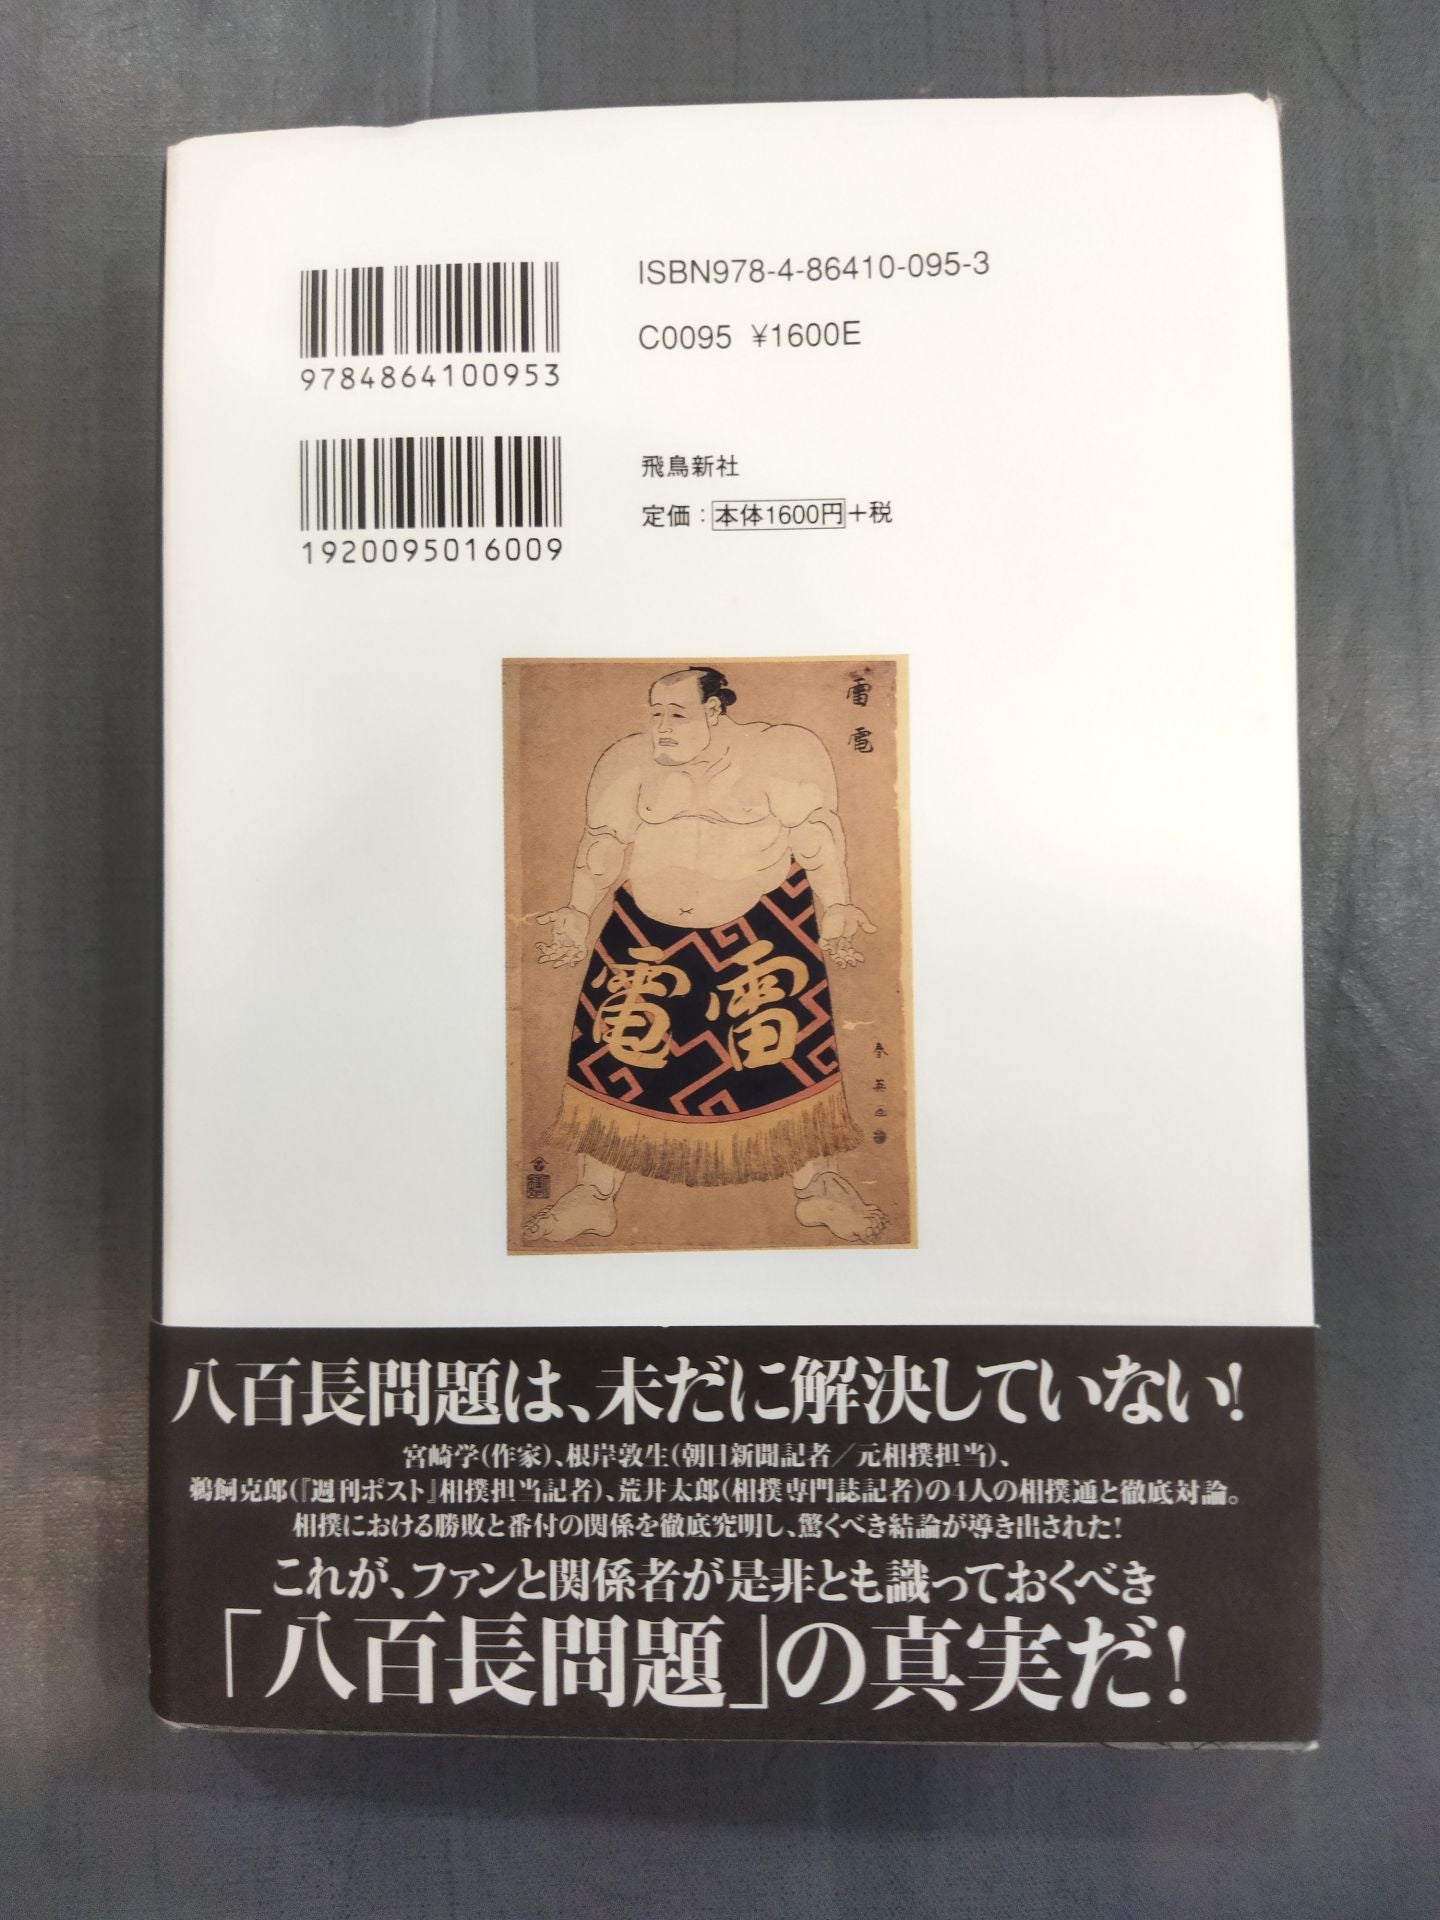 ISBN978-4-86410-095-3
C0095 ¥1600E
9784864100953
飛鳥新社
定価：本体1600円+税
1920095016009
雷電
電雷
春英画
八百長問題は、未だに解決していない！
宮崎学(作家)、根岸敦生(朝日新聞記者／元相撲担当)、
鵜飼克郎(『週刊ポスト』相撲担当記者)、荒井太郎(相撲専門誌記者)の4人の相撲通と徹底対論。
相撲における勝敗と番付の関係を徹底究明し、驚くべき結論が導き出された！
これが、ファンと関係者が是非とも識っておくべき
「八百長問題」の真実だ！